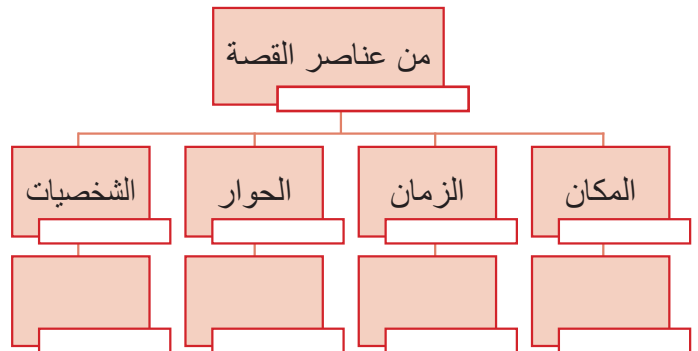 من عناصر القصة
المكان
الزمان
الحوار
الشخصيات